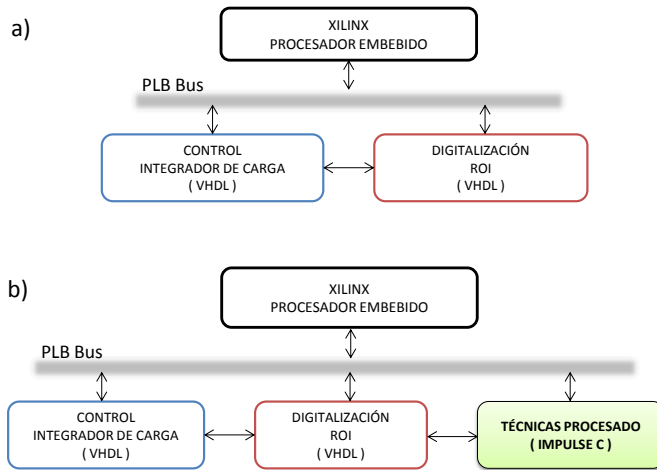 a)
XILINX
PROCESADOR EMBEBIDO
PLB Bus
CONTROL
INTEGRADOR DE CARGA
( VHDL )
DIGITALIZACIÓN
ROI
( VHDL )
b)
XILINX
PROCESADOR EMBEBIDO
PLB Bus
CONTROL
INTEGRADOR DE CARGA
( VHDL )
DIGITALIZACIÓN
ROI
( VHDL )
TÉCNICAS PROCESADO
( IMPULSE C )